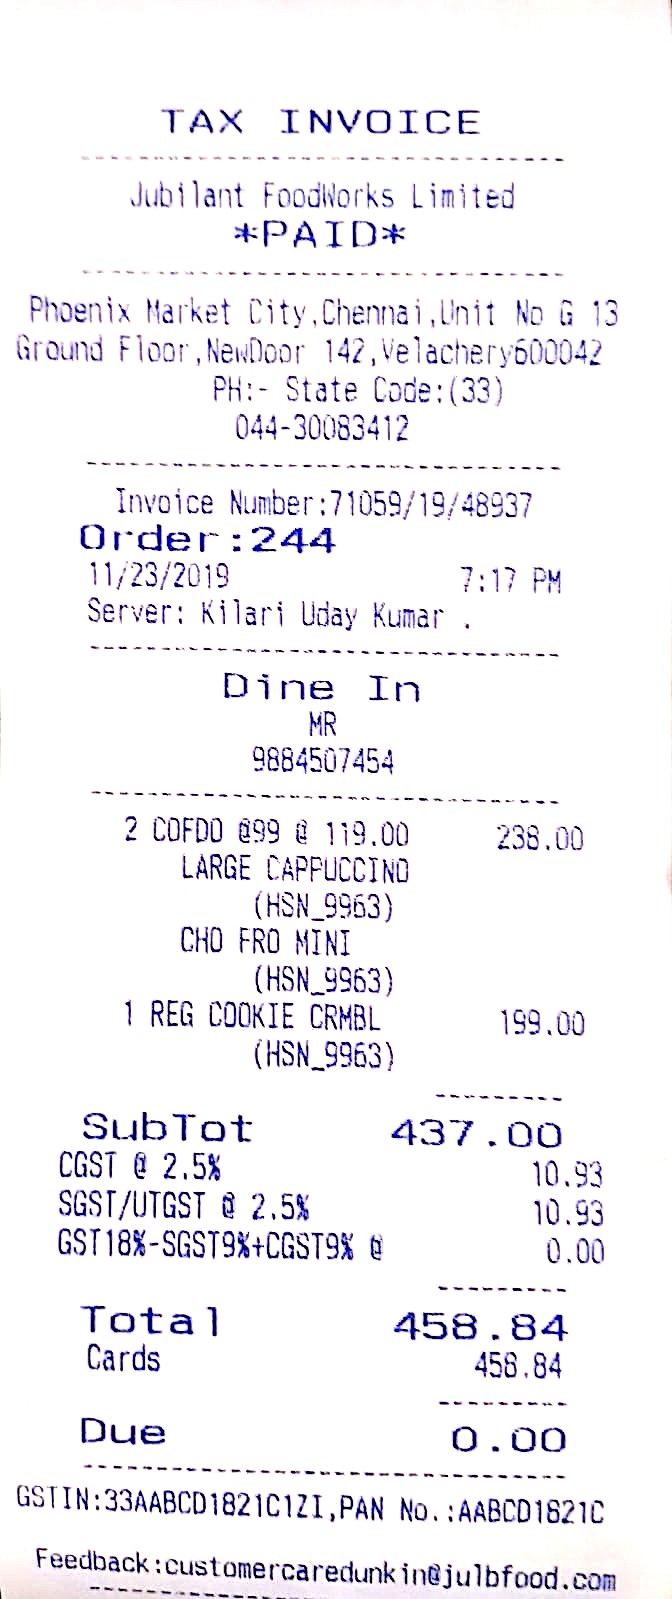 TAX INVOICE
Jubilant FoodWorks Limited
*PAID*
Phoenix Market City,Chennai,Unit No G 13
Ground Floor,NewDoor 142,Velachery600042
PH:- State Code:(33)
044-30083412
Invoice Number:71059/19/48937
Order:244
11/23/2019 7:17 PM
Server: Kilari Uday Kumar .
Dine In
MR
9884507454
2 COFDO @99 @ 119.00 238.00
LARGE CAPPUCCINO
(HSN_9963)
CHO FRO MINI
(HSN_9963)
1 REG COOKIE CRMBL 199.00
(HSN_9963)
SubTot 437.00
CGST @ 2.5% 10.93
SGST/UTGST @ 2.5% 10.93
GST18%-SGST9%+CGST9% @ 0.00
Total 458.84
Cards 458.84
Due 0.00
GSTIN:33AABCD1821C1ZI,PAN No.:AABCD1821C
Feedback:customercaredunkin@julbfood.com